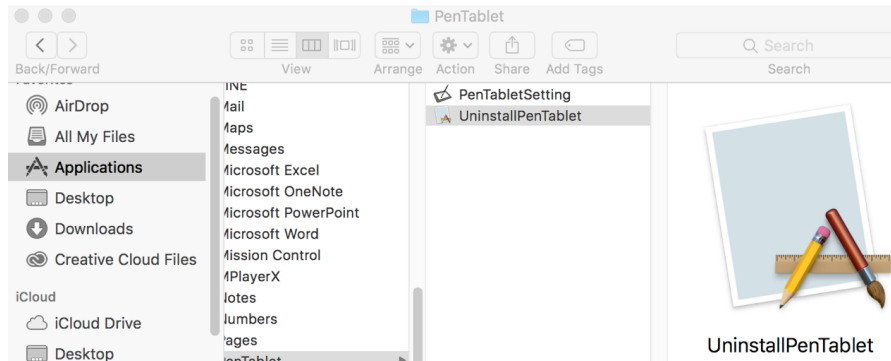 PenTablet
Search
Back/Forward
View
Arrange
Action
Share
Add Tags
Search
AirDrop
All My Files
Applications
Desktop
Downloads
Creative Cloud Files
iCloud
iCloud Drive
Desktop
Mail
Maps
Messages
Microsoft Excel
Microsoft OneNote
Microsoft PowerPoint
Microsoft Word
Mission Control
MPlayerX
Notes
Numbers
Pages
PenTablet
PenTabletSetting
UninstallPenTablet
UninstallPenTablet